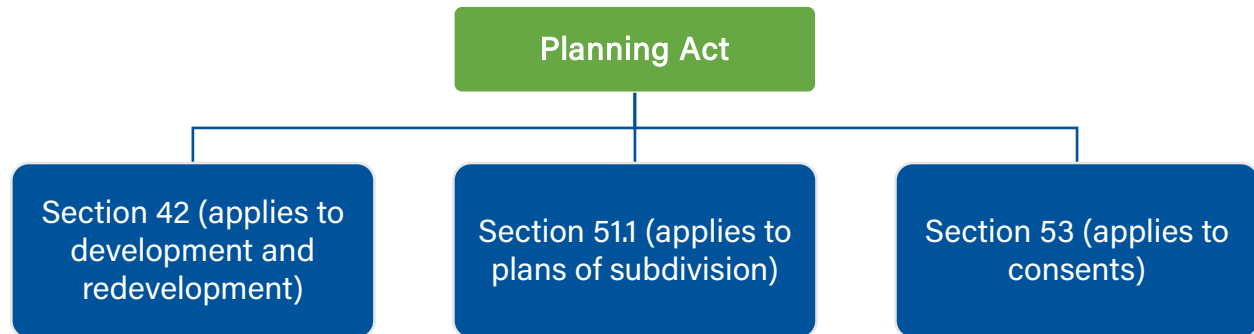 Planning Act
Section 42 (applies to
development and
redevelopment)
Section 51.1 (applies to
plans of subdivision)
Section 53 (applies to
consents)